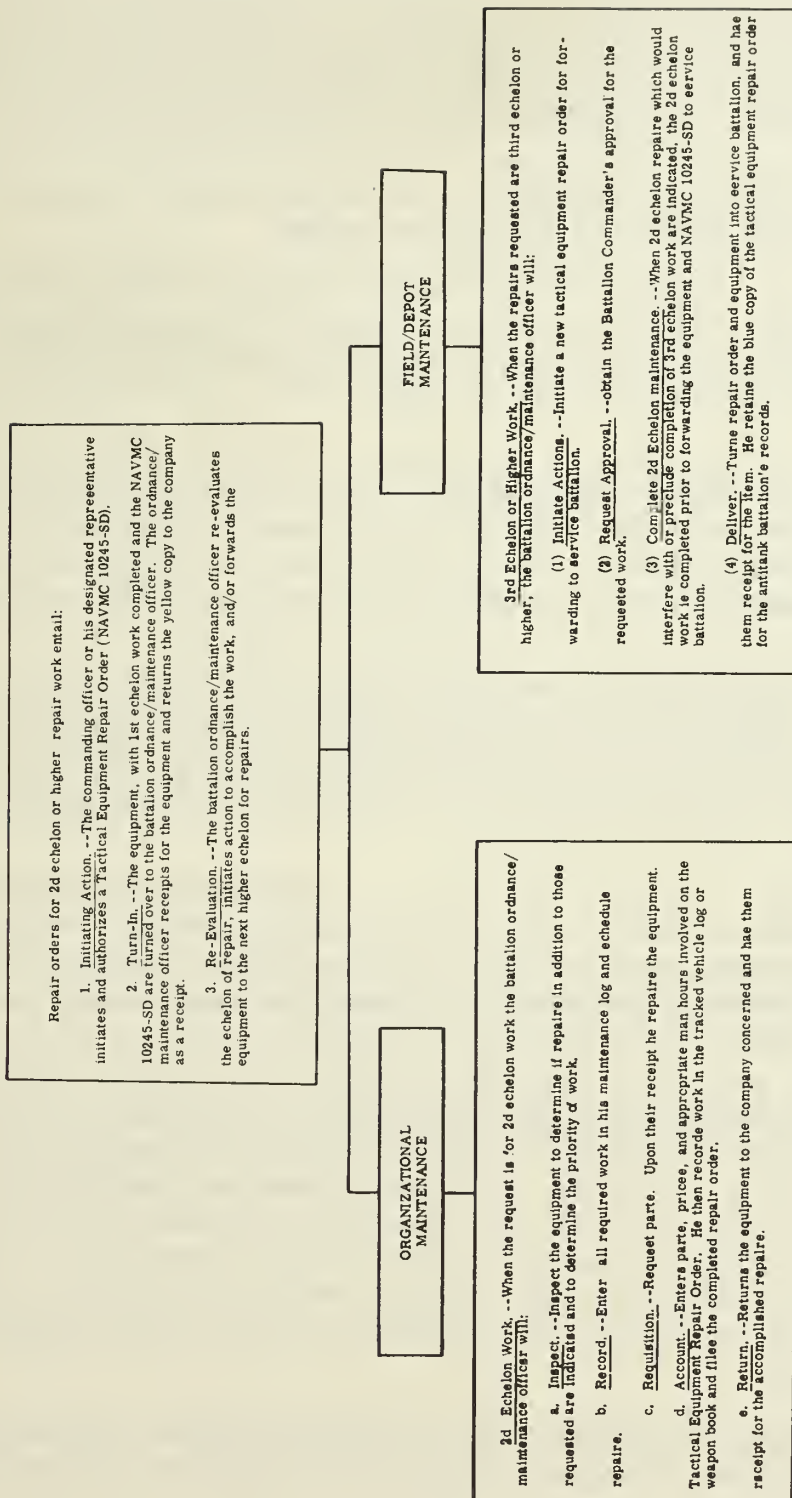 Repair orders for 2d echelon or higher repair work entail:
1. Initiating Action. --The commanding officer or his designated representative
initiates and authorizes a Tactical Equipment Repair Order (NAVMC 10245-SD).
2. Turn-In. --The equipment, with 1st echelon work completed and the NAVMC
10245-SD are turned over to the battalion ordnance/maintenance officer. The ordnance/
maintenance officer receipts for the equipment and returns the yellow copy to the company
as a receipt.
3. Re-Evaluation. --The battalion ordnance/maintenance officer re-evaluates
the echelon of repair, initiates action to accomplish the work, and/or forwards the
equipment to the next higher echelon for repairs.
ORGANIZATIONAL
MAINTENANCE
2d Echelon Work. --When the request is for 2d echelon work the battalion ordnance/
maintenance officer will:
a. Inspect. --Inspect the equipment to determine if repairs in addition to those
requested are indicated and to determine the priority of work.
b. Record. --Enter all required work in his maintenance log and schedule
repairs.
c. Requisition. --Request parts. Upon their receipt he repairs the equipment.
d. Account. --Enters parts, prices, and appropriate man hours involved on the
Tactical Equipment Repair Order. He then records work in the tracked vehicle log or
weapon book and files the completed repair order.
e. Return. --Returns the equipment to the company concerned and has them
receipt for the accomplished repairs.
FIELD/DEPOT
MAINTENANCE
3rd Echelon or Higher Work. --When the repairs requested are third echelon or
higher, the battalion ordnance/maintenance officer will:
(1) Initiate Actions. --Initiate a new tactical equipment repair order for for-
warding to service battalion.
(2) Request Approval. --obtain the Battalion Commander's approval for the
requested work.
(3) Complete 2d Echelon maintenance. --When 2d echelon repairs which would
interfere with or preclude completion of 3rd echelon work are indicated, the 2d echelon
work is completed prior to forwarding the equipment and NAVMC 10245-SD to service
battalion.
(4) Deliver. --Turns repair order and equipment into service battalion, and has
them receipt for the item. He retains the blue copy of the tactical equipment repair order
for the antitank battalion's records.